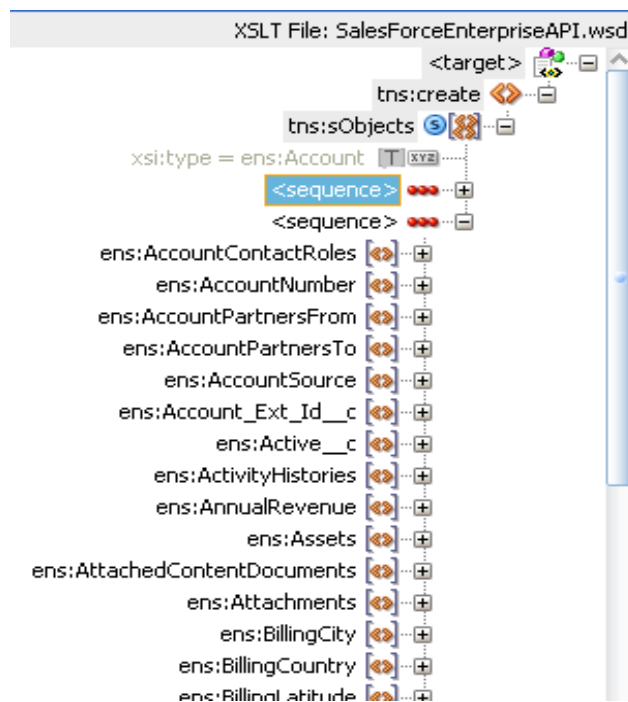 XSLT File: SalesForceEnterpriseAPI.wsd
<target>
tns:create
tns:sObjects
xsi:type = ens:Account
<sequence>
<sequence>
ens:AccountContactRoles
ens:AccountNumber
ens:AccountPartnersFrom
ens:AccountPartnersTo
ens:AccountSource
ens:Account_Ext_Id__c
ens:Active__c
ens:ActivityHistories
ens:AnnualRevenue
ens:Assets
ens:AttachedContentDocuments
ens:Attachments
ens:BillingCity
ens:BillingCountry
ens:BillingLatitude